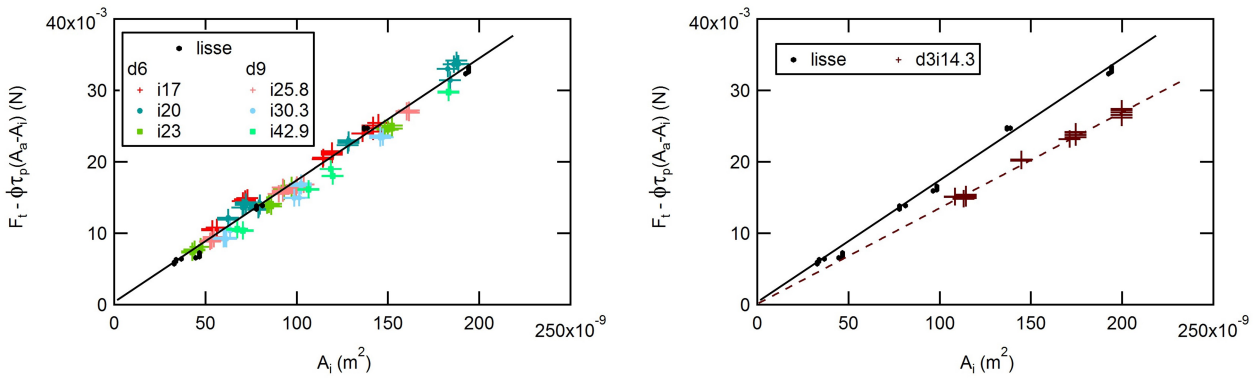 40x10⁻³
30
20
10
0
Fₜ - ϕτₚ(Aₐ-Aᵢ) (N)
lisse
d6 d9
i17 i25.8
i20 i30.3
i23 i42.9
0 50 100 150 200 250x10⁻⁹
Aᵢ (m²)
40x10⁻³
30
20
10
0
Fₜ - ϕτₚ(Aₐ-Aᵢ) (N)
lisse d3i14.3
0 50 100 150 200 250x10⁻⁹
Aᵢ (m²)